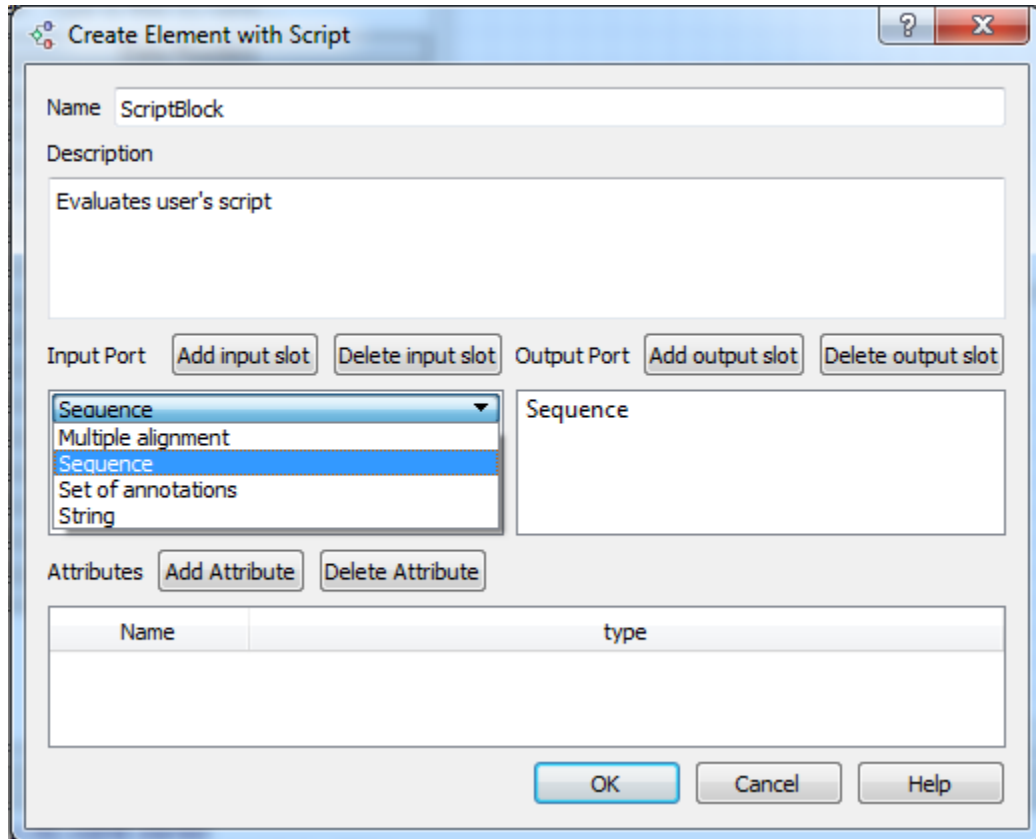 Create Element with Script
?
Name ScriptBlock
Description
Evaluates user's script
Input Port Add input slot Delete input slot Output Port Add output slot Delete output slot
Sequence
Sequence
Multiple alignment
Sequence
Set of annotations
String
Attributes Add Attribute Delete Attribute
Name type
OK Cancel Help